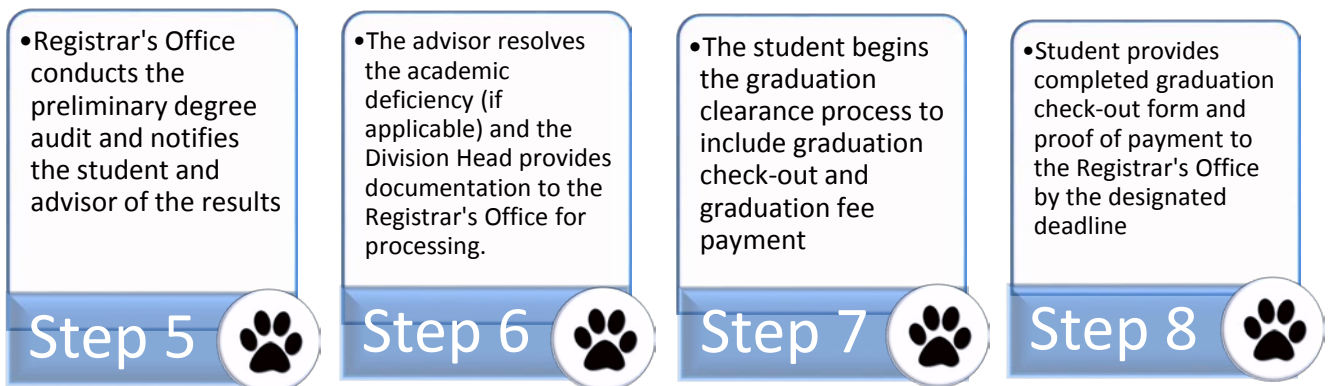 •Registrar's Office
conducts the
preliminary degree
audit and notifies
the student and
advisor of the results
Step 5
•The advisor resolves
the academic
deficiency (if
applicable) and the
Division Head provides
documentation to the
Registrar's Office for
processing.
Step 6
•The student begins
the graduation
clearance process to
include graduation
check-out and
graduation fee
payment
Step 7
•Student provides
completed graduation
check-out form and
proof of payment to
the Registrar's Office
by the designated
deadline
Step 8